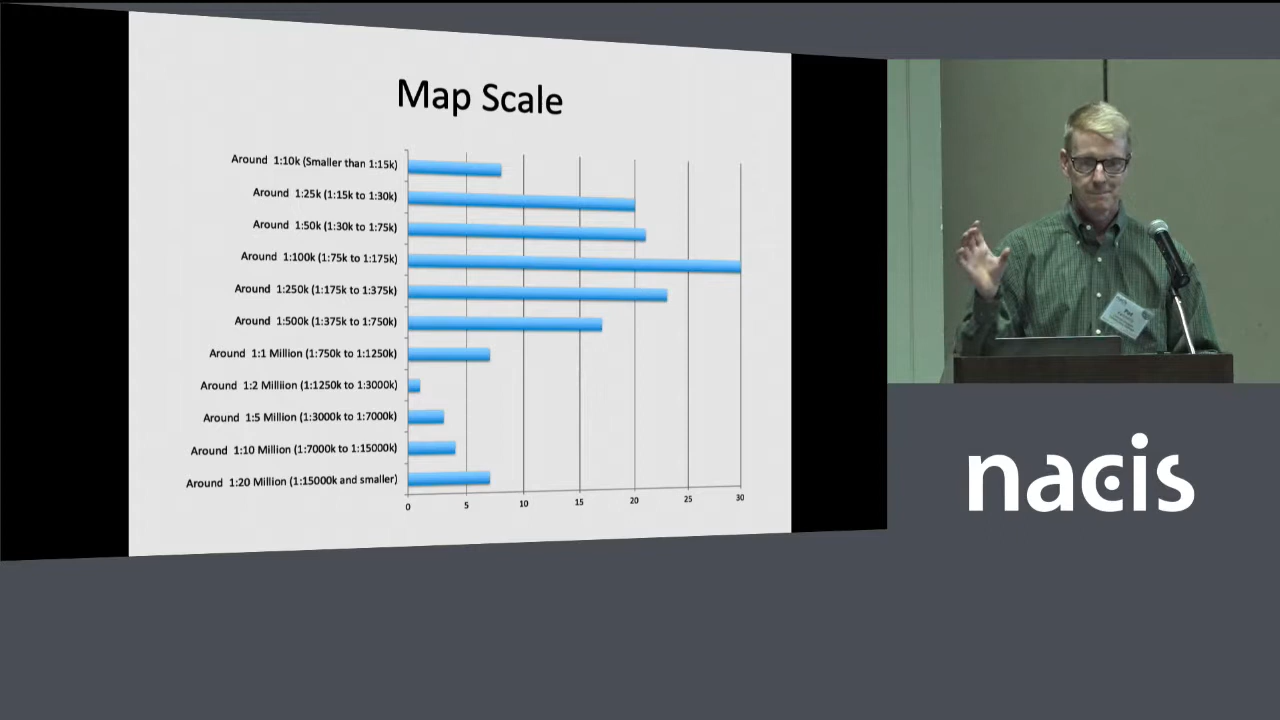 Map Scale
Around 1:10k (Smaller than 1:15k)
Around 1:25k (1:15k to 1:30k)
Around 1:50k (1:30k to 1:75k)
Around 1:100k (1:75k to 1:175k)
Around 1:250k (1:175k to 1:375k)
Around 1:500k (1:375k to 1:750k)
Around 1:1 Million (1:750k to 1:1250k)
Around 1:2 Milliion (1:1250k to 1:3000k)
Around 1:5 Million (1:3000k to 1:7000k)
Around 1:10 Million (1:7000k to 1:15000k)
Around 1:20 Million (1:15000k and smaller)
0 5 10 15 20 25 30
Pat
nacis